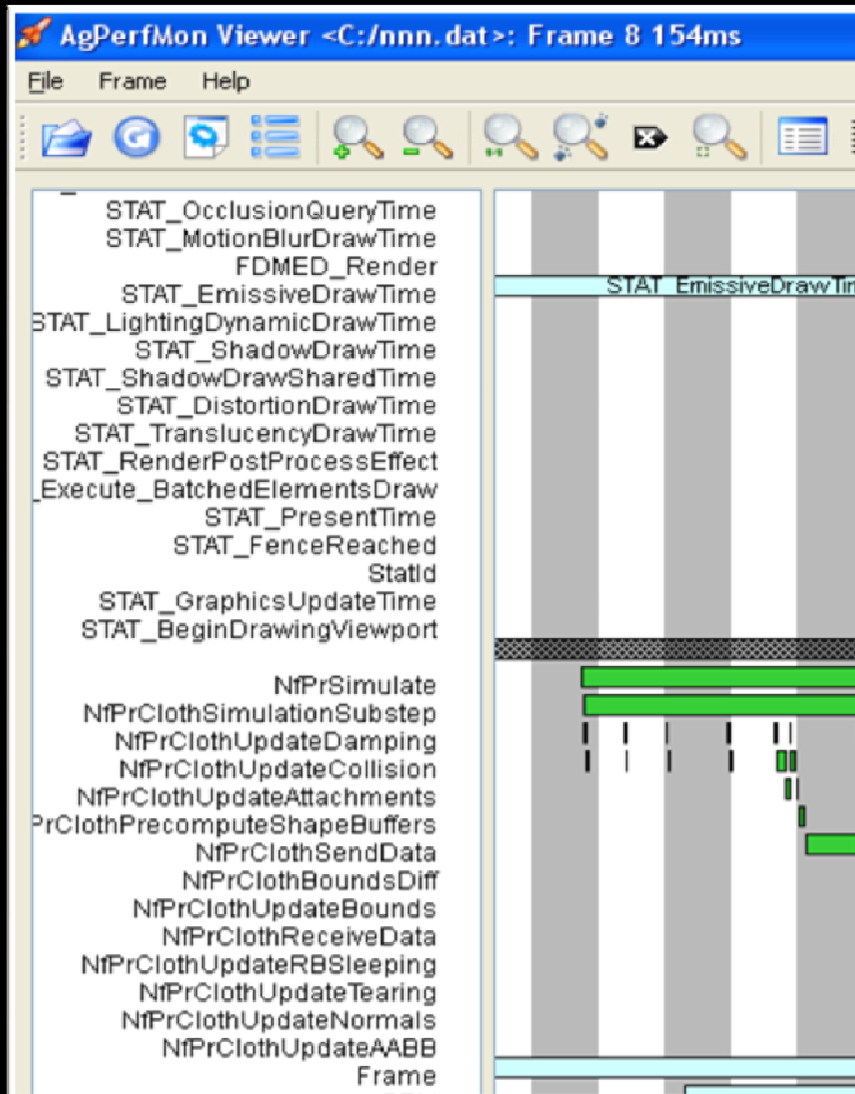 AgPerfMon Viewer <C:/nnn.dat>: Frame 8 154ms
File Frame Help
STAT_OcclusionQueryTime
STAT_MotionBlurDrawTime
FDMED_Render
STAT_EmissiveDrawTime STAT_EmissiveDrawTim
STAT_LightingDynamicDrawTime
STAT_ShadowDrawTime
STAT_ShadowDrawSharedTime
STAT_DistortionDrawTime
STAT_TranslucencyDrawTime
STAT_RenderPostProcessEffect
_Execute_BatchedElementsDraw
STAT_PresentTime
STAT_FenceReached
StatId
STAT_GraphicsUpdateTime
STAT_BeginDrawingViewport
NfPrSimulate
NfPrClothSimulationSubstep
NfPrClothUpdateDamping
NfPrClothUpdateCollision
NfPrClothUpdateAttachments
PrClothPrecomputeShapeBuffers
NfPrClothSendData
NfPrClothBoundsDiff
NfPrClothUpdateBounds
NfPrClothReceiveData
NfPrClothUpdateRBSleeping
NfPrClothUpdateTearing
NfPrClothUpdateNormals
NfPrClothUpdateAABB
Frame